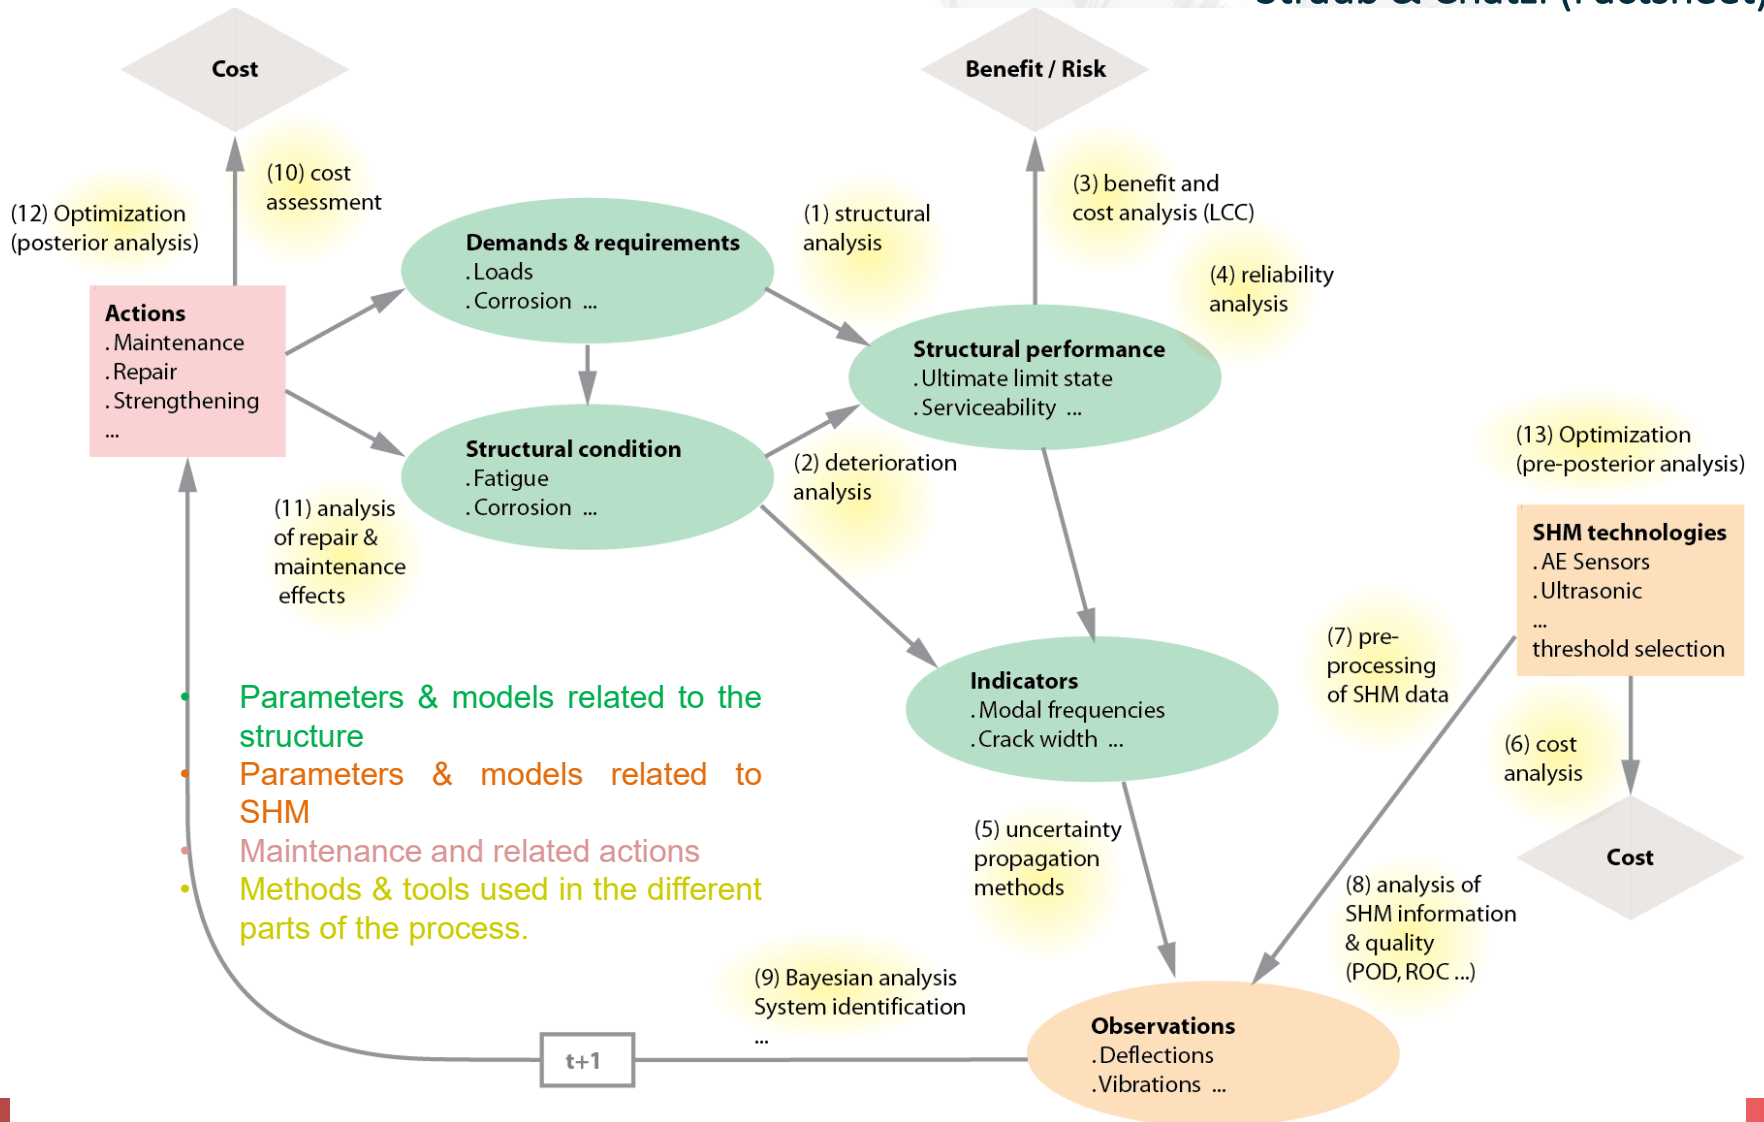 Straub & Chatzi (Factsheet)
Cost
Benefit / Risk
(10) cost
assessment
(12) Optimization
(posterior analysis)
(1) structural
analysis
(3) benefit and
cost analysis (LCC)
Demands & requirements
. Loads
. Corrosion ...
(4) reliability
analysis
Actions
. Maintenance
. Repair
. Strengthening
...
Structural performance
. Ultimate limit state
. Serviceability ...
Structural condition
. Fatigue
. Corrosion ...
(2) deterioration
analysis
(13) Optimization
(pre-posterior analysis)
(11) analysis
of repair &
maintenance
effects
SHM technologies
. AE Sensors
. Ultrasonic
...
threshold selection
(7) pre-
processing
of SHM data
Indicators
. Modal frequencies
. Crack width ...
• Parameters & models related to the
structure
• Parameters & models related to
SHM
• Maintenance and related actions
• Methods & tools used in the different
parts of the process.
(6) cost
analysis
Cost
(5) uncertainty
propagation
methods
(8) analysis of
SHM information
& quality
(POD, ROC ...)
(9) Bayesian analysis
System identification
...
t+1
Observations
. Deflections
. Vibrations ...